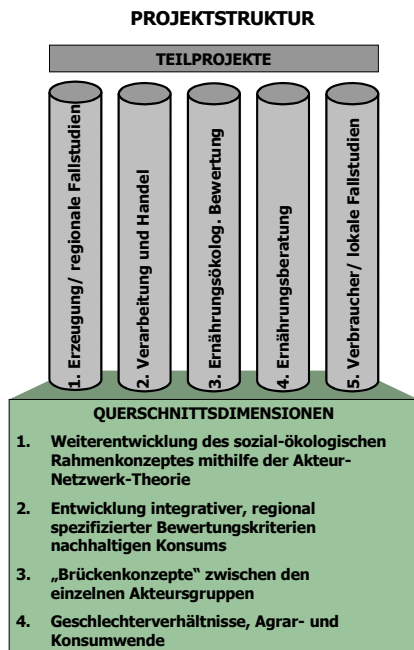 PROJEKTSTRUKTUR
TEILPROJEKTE
1. Erzeugung/ regionale Fallstudien
2. Verarbeitung und Handel
3. Ernährungsökolog. Bewertung
4. Ernährungsberatung
5. Verbraucher/ lokale Fallstudien
QUERSCHNITTSDIMENSIONEN
1. Weiterentwicklung des sozial-ökologischen
Rahmenkonzeptes mithilfe der Akteur-
Netzwerk-Theorie
2. Entwicklung integrativer, regional
spezifizierter Bewertungskriterien
nachhaltigen Konsums
3. „Brückenkonzepte“ zwischen den
einzelnen Akteursgruppen
4. Geschlechterverhältnisse, Agrar- und
Konsumwende